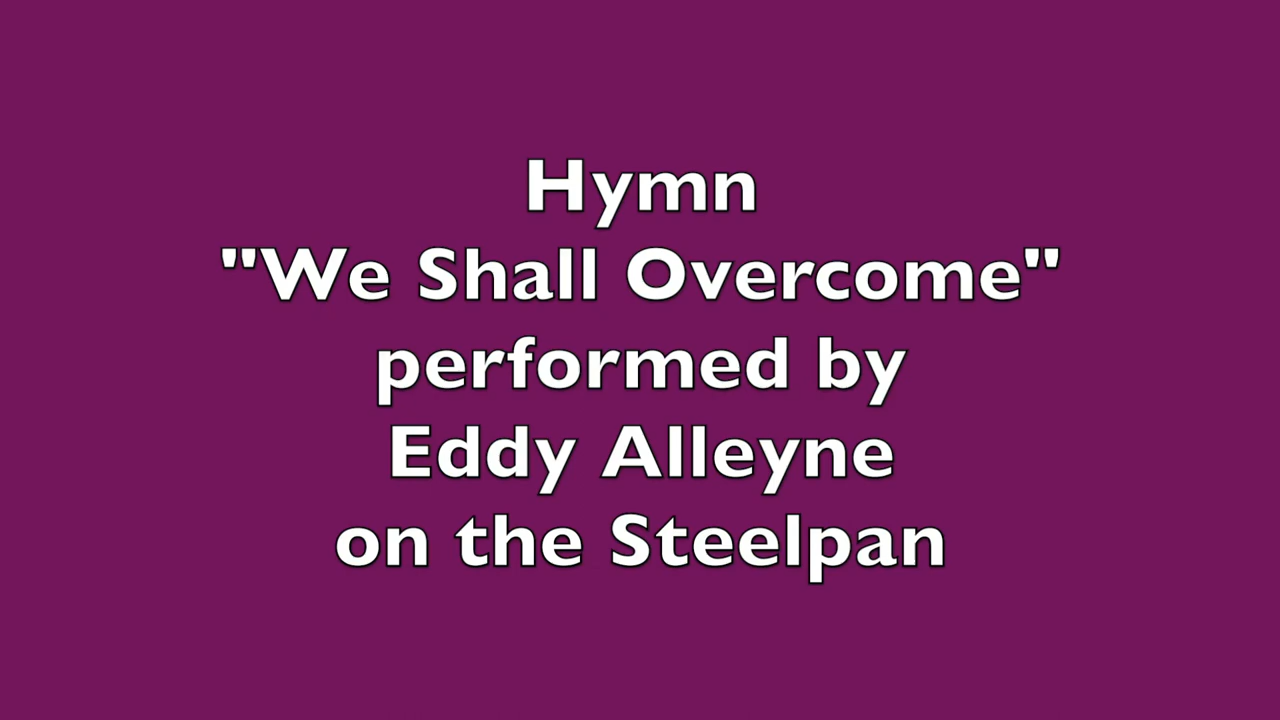 Hymn
"We Shall Overcome"
performed by
Eddy Alleyne
on the Steelpan